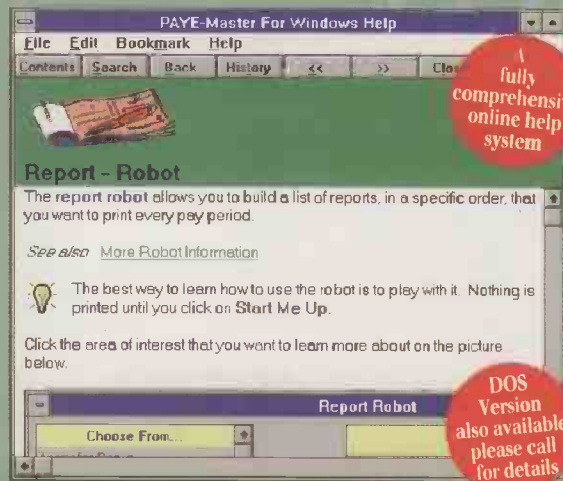 PAYE-Master For Windows Help
File Edit Bookmark Help
Contents Search Back History << >> Clos
A
fully
comprehensi
online help
system
Report - Robot
The report robot allows you to build a list of reports, in a specific order, that
you want to print every pay period.
See also More Robot Information
The best way to learn how to use the robot is to play with it. Nothing is
printed until you click on Start Me Up.
Click the area of interest that you want to learn more about on the picture
below.
Report Robot
Choose From...
DOS
Version
also available
please call
for details